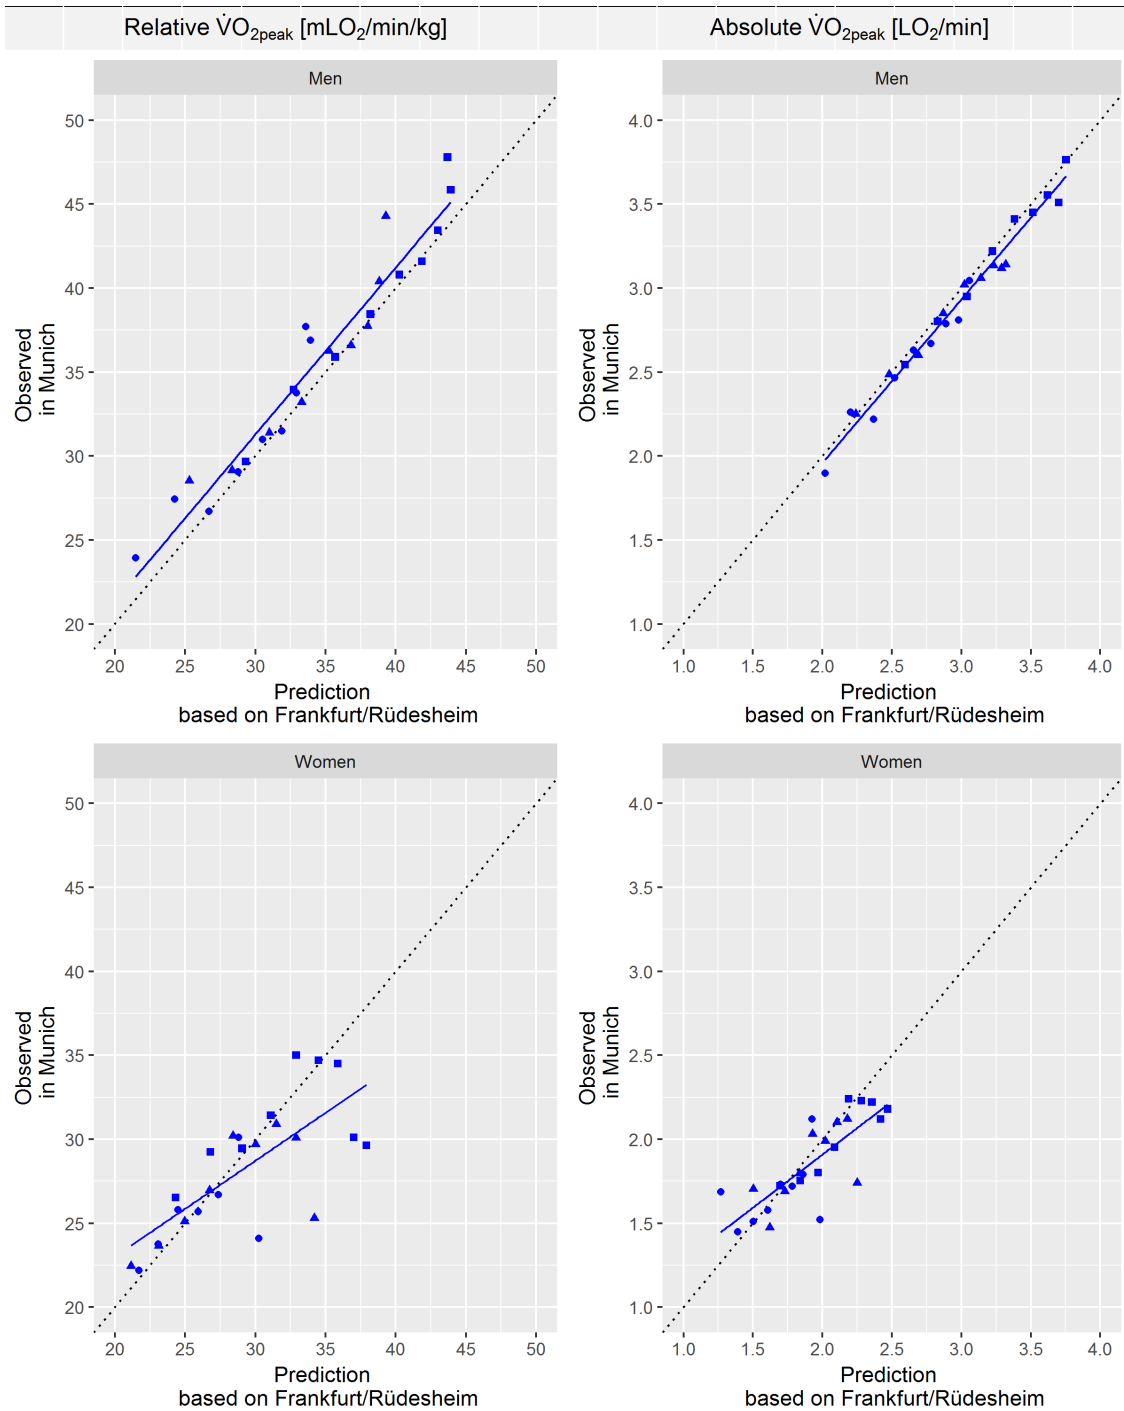 Relative V̇O₂peak [mLO₂/min/kg]
Absolute V̇O₂peak [LO₂/min]
Men
50
45
40
35
30
25
20
Observed
in Munich
20 25 30 35 40 45 50
Prediction
based on Frankfurt/Rüdesheim
Men
4.0
3.5
3.0
2.5
2.0
1.5
1.0
Observed
in Munich
1.0 1.5 2.0 2.5 3.0 3.5 4.0
Prediction
based on Frankfurt/Rüdesheim
Women
50
45
40
35
30
25
20
Observed
in Munich
20 25 30 35 40 45 50
Prediction
based on Frankfurt/Rüdesheim
Women
4.0
3.5
3.0
2.5
2.0
1.5
1.0
Observed
in Munich
1.0 1.5 2.0 2.5 3.0 3.5 4.0
Prediction
based on Frankfurt/Rüdesheim